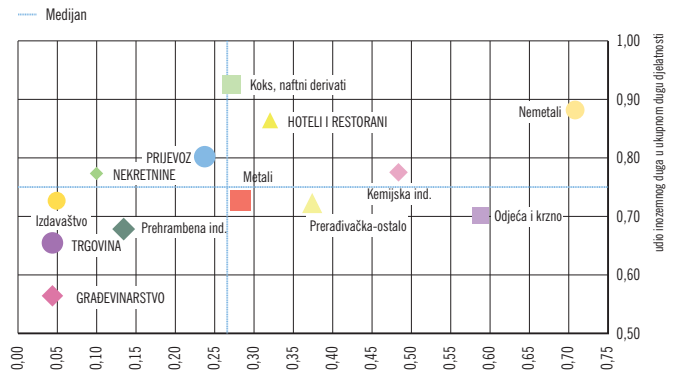 Medijan
1,00
Koks, naftni derivati
0,90
Nemetali
HOTELI I RESTORANI
PRIJEVOZ
0,80
NEKRETNINE
Metali
Kemijska ind.
Izdavaštvo
Prehrambena ind.
Prerađivačka-ostalo
Odjeća i krzno
0,70
TRGOVINA
0,60
GRAĐEVINARSTVO
0,50
udio inozemnog duga u ukupnom dugu djelatnosti
0,00
0,05
0,10
0,15
0,20
0,25
0,30
0,35
0,40
0,45
0,50
0,55
0,60
0,65
0,70
0,75